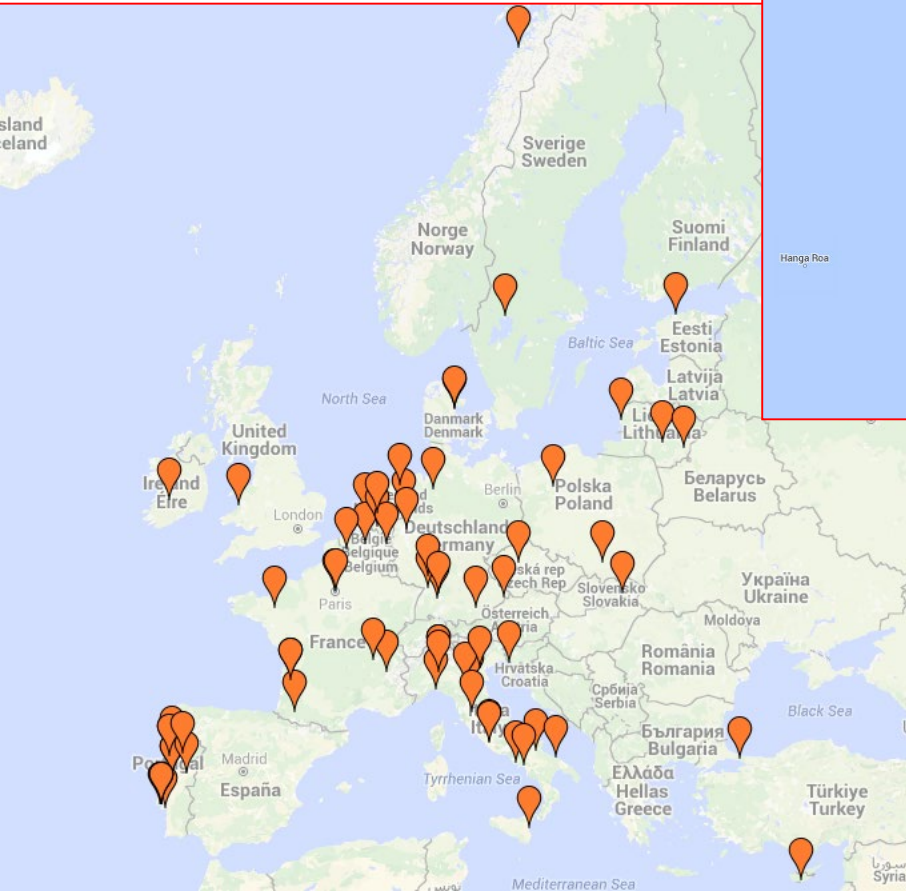 sland
celand
Sverige
Sweden
Norge
Norway
Suomi
Finland
Hanga Roa
Eesti
Estonia
Baltic Sea
Latvija
Latvia
North Sea
Danmark
Denmark
United
Kingdom
Ireland
Éire
London
Berlin
Polska
Poland
Беларусь
Belarus
Deutschland
België
Belgique
Belgium
Paris
Slovensko
Slovakia
Україна
Ukraine
Österreich
Moldova
France
România
Romania
Hrvatska
Croatia
Србија
Serbia
Black Sea
България
Bulgaria
Madrid
España
Tyrrhenian Sea
Ελλάδα
Hellas
Greece
Türkiye
Turkey
Syria
Mediterranean Sea